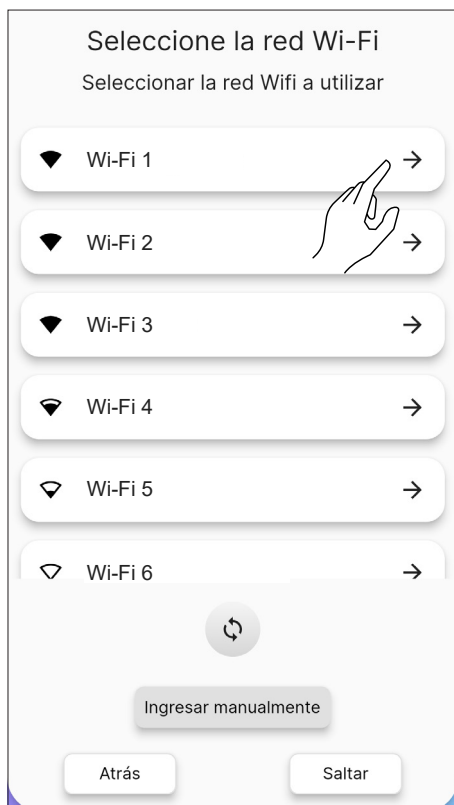 Seleccione la red Wi-Fi
Seleccionar la red Wifi a utilizar
Wi-Fi 1
Wi-Fi 2
Wi-Fi 3
Wi-Fi 4
Wi-Fi 5
Wi-Fi 6
Ingresar manualmente
Atrás
Saltar